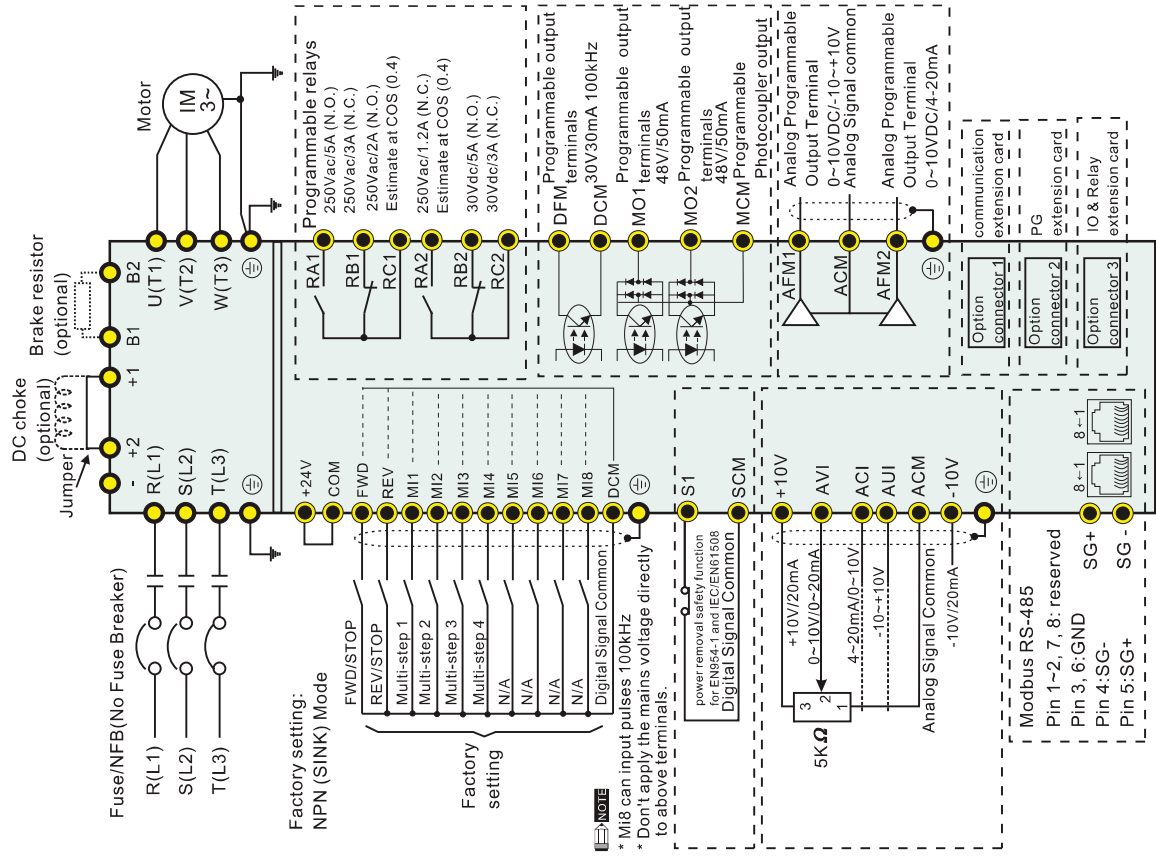 DC choke
(optional)
Jumper
Brake resistor
(optional)
Motor
IM
3~
-
+2
+1
B1
B2
Fuse/NFB(No Fuse Breaker)
R(L1)
S(L2)
T(L3)
R(L1)
S(L2)
T(L3)
U(T1)
V(T2)
W(T3)
Factory setting:
NPN (SINK) Mode
+24V
COM
FWD
REV
MI1
MI2
MI3
MI4
MI5
MI6
MI7
MI8
DCM
FWD/STOP
REV/STOP
Multi-step 1
Multi-step 2
Multi-step 3
Multi-step 4
N/A
N/A
N/A
N/A
Digital Signal Common
Factory
setting
NOTE
* Mi8 can input pulses 100kHz
* Don't apply the mains voltage directly
to above terminals.
S1
SCM
power removal safety function
for EN954-1 and IEC/EN61508
Digital Signal Common
+10V
AVI
ACI
AUI
ACM
-10V
+10V/20mA
0~10V/0~20mA
4~20mA/0~10V
-10~+10V
Analog Signal Common
-10V/20mA
3
2
1
5KΩ
Modbus RS-485
Pin 1~2, 7, 8: reserved
Pin 3, 6:GND
Pin 4:SG-
Pin 5:SG+
SG+
SG -
8←1
8←1
RA1
RB1
RC1
RA2
RB2
RC2
Programmable relays
250Vac/5A (N.O.)
250Vac/3A (N.C.)
250Vac/2A (N.O.)
Estimate at COS (0.4)
250Vac/1.2A (N.C.)
Estimate at COS (0.4)
30Vdc/5A (N.O.)
30Vdc/3A (N.C.)
DFM
DCM
MO1
MO2
MCM
Programmable output
terminals
30V30mA 100kHz
Programmable output
terminals
48V/50mA
Programmable output
terminals
48V/50mA
Programmable
Photocoupler output
AFM1
ACM
AFM2
Analog Programmable
Output Terminal
0~10VDC/-10~+10V
Analog Signal common
Analog Programmable
Output Terminal
0~10VDC/4-20mA
Option
connector 1
communication
extension card
Option
connector 2
PG
extension card
Option
connector 3
IO & Relay
extension card